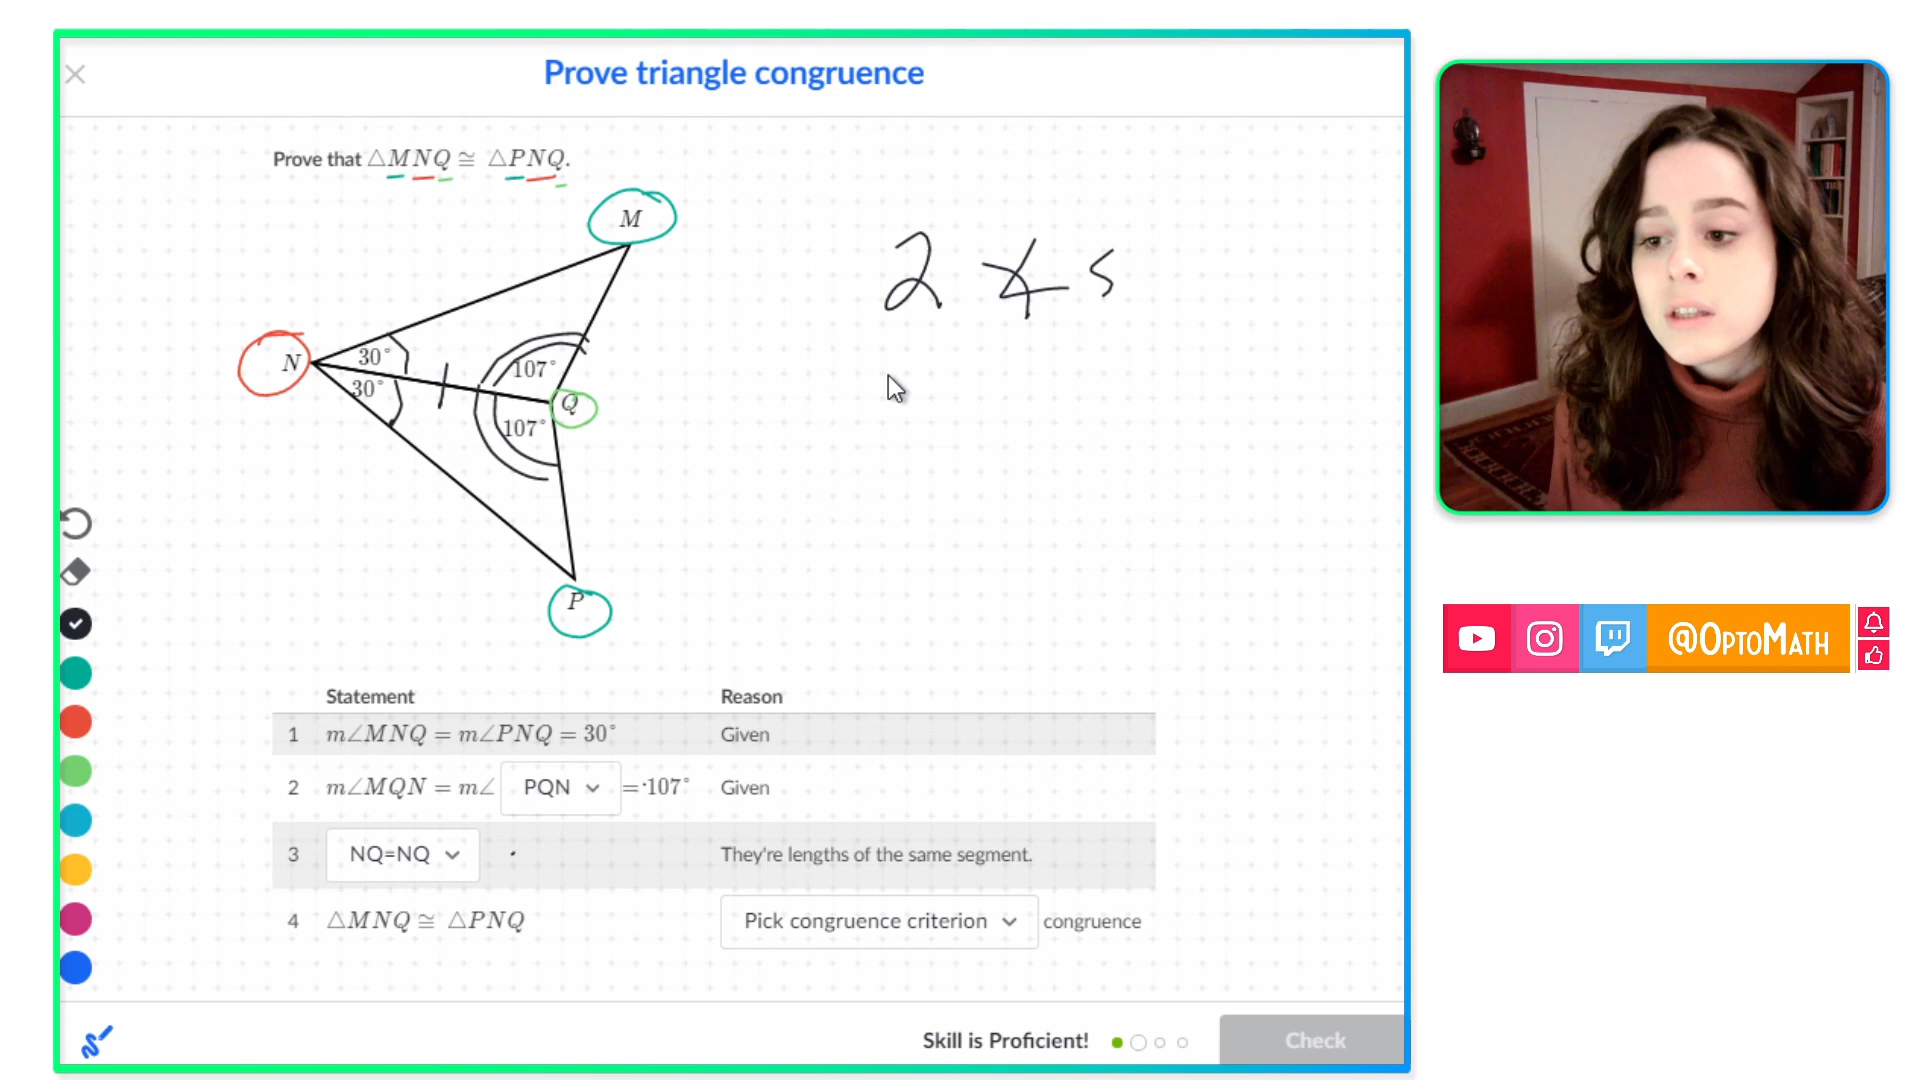 Prove triangle congruence
Prove that △MNQ ≅ △PNQ.
M
2 ∡ s
N
30°
30°
107°
Q
107°
P
Statement Reason
1 m∠MNQ = m∠PNQ = 30° Given
2 m∠MQN = m∠ PQN = 107° Given
3 NQ=NQ They're lengths of the same segment.
4 △MNQ ≅ △PNQ Pick congruence criterion congruence
Skill is Proficient! Check
@OptoMath